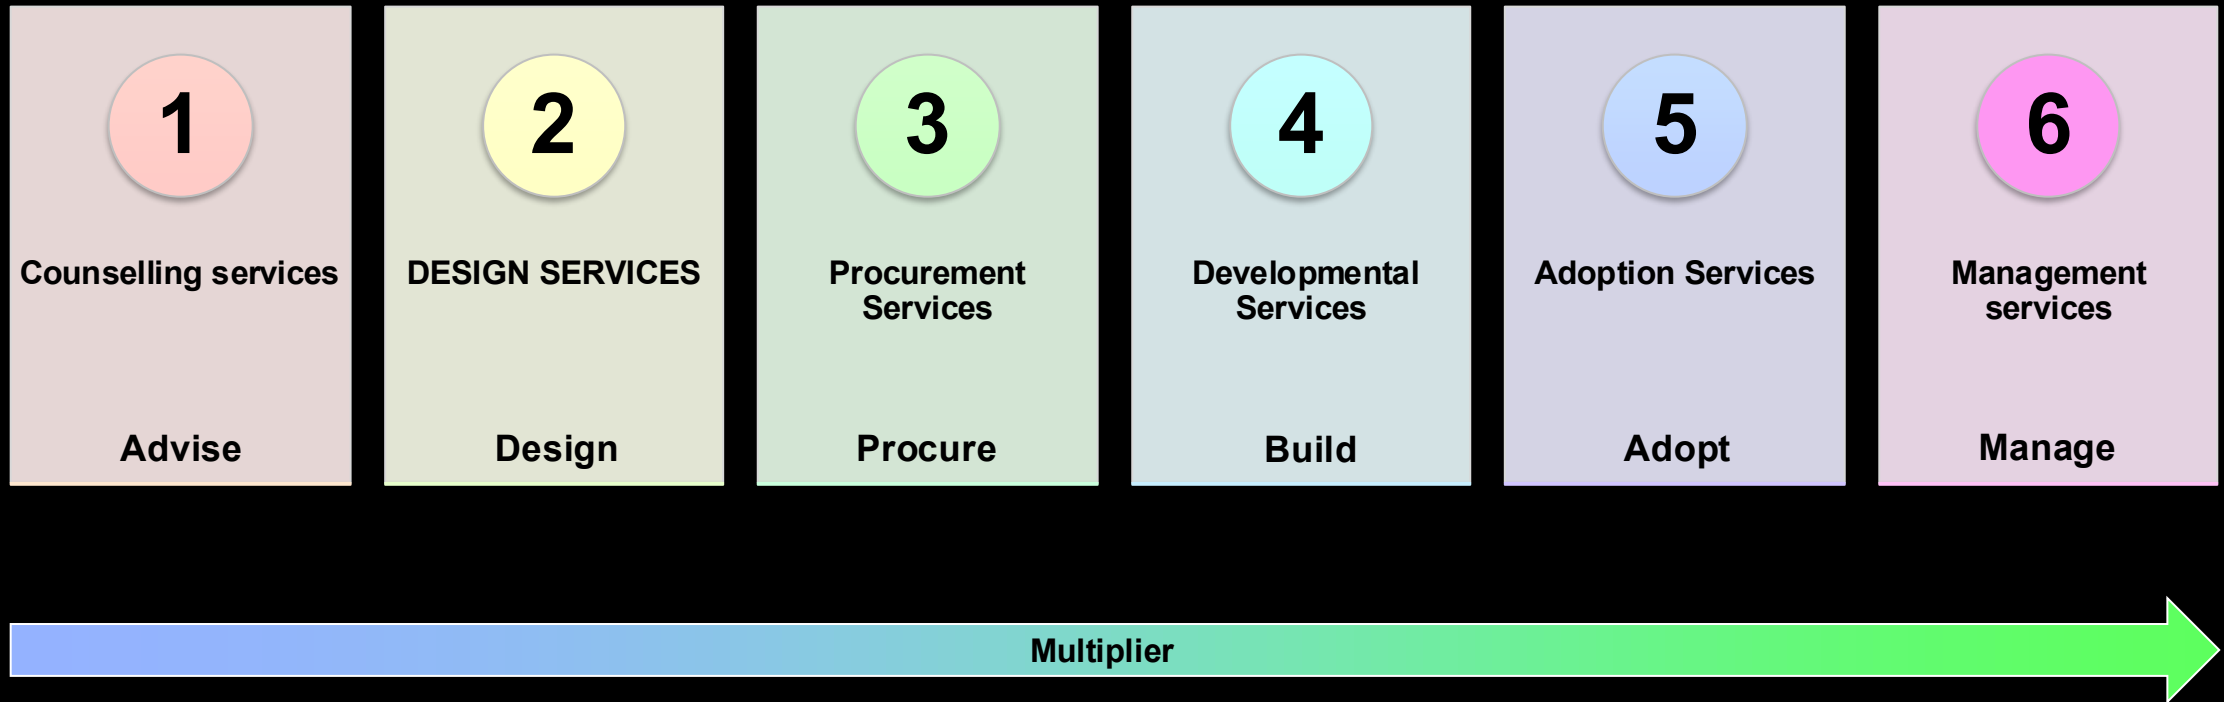 1
Counselling services
Advise
2
DESIGN SERVICES
Design
3
Procurement
Services
Procure
4
Developmental
Services
Build
5
Adoption Services
Adopt
6
Management
services
Manage
Multiplier